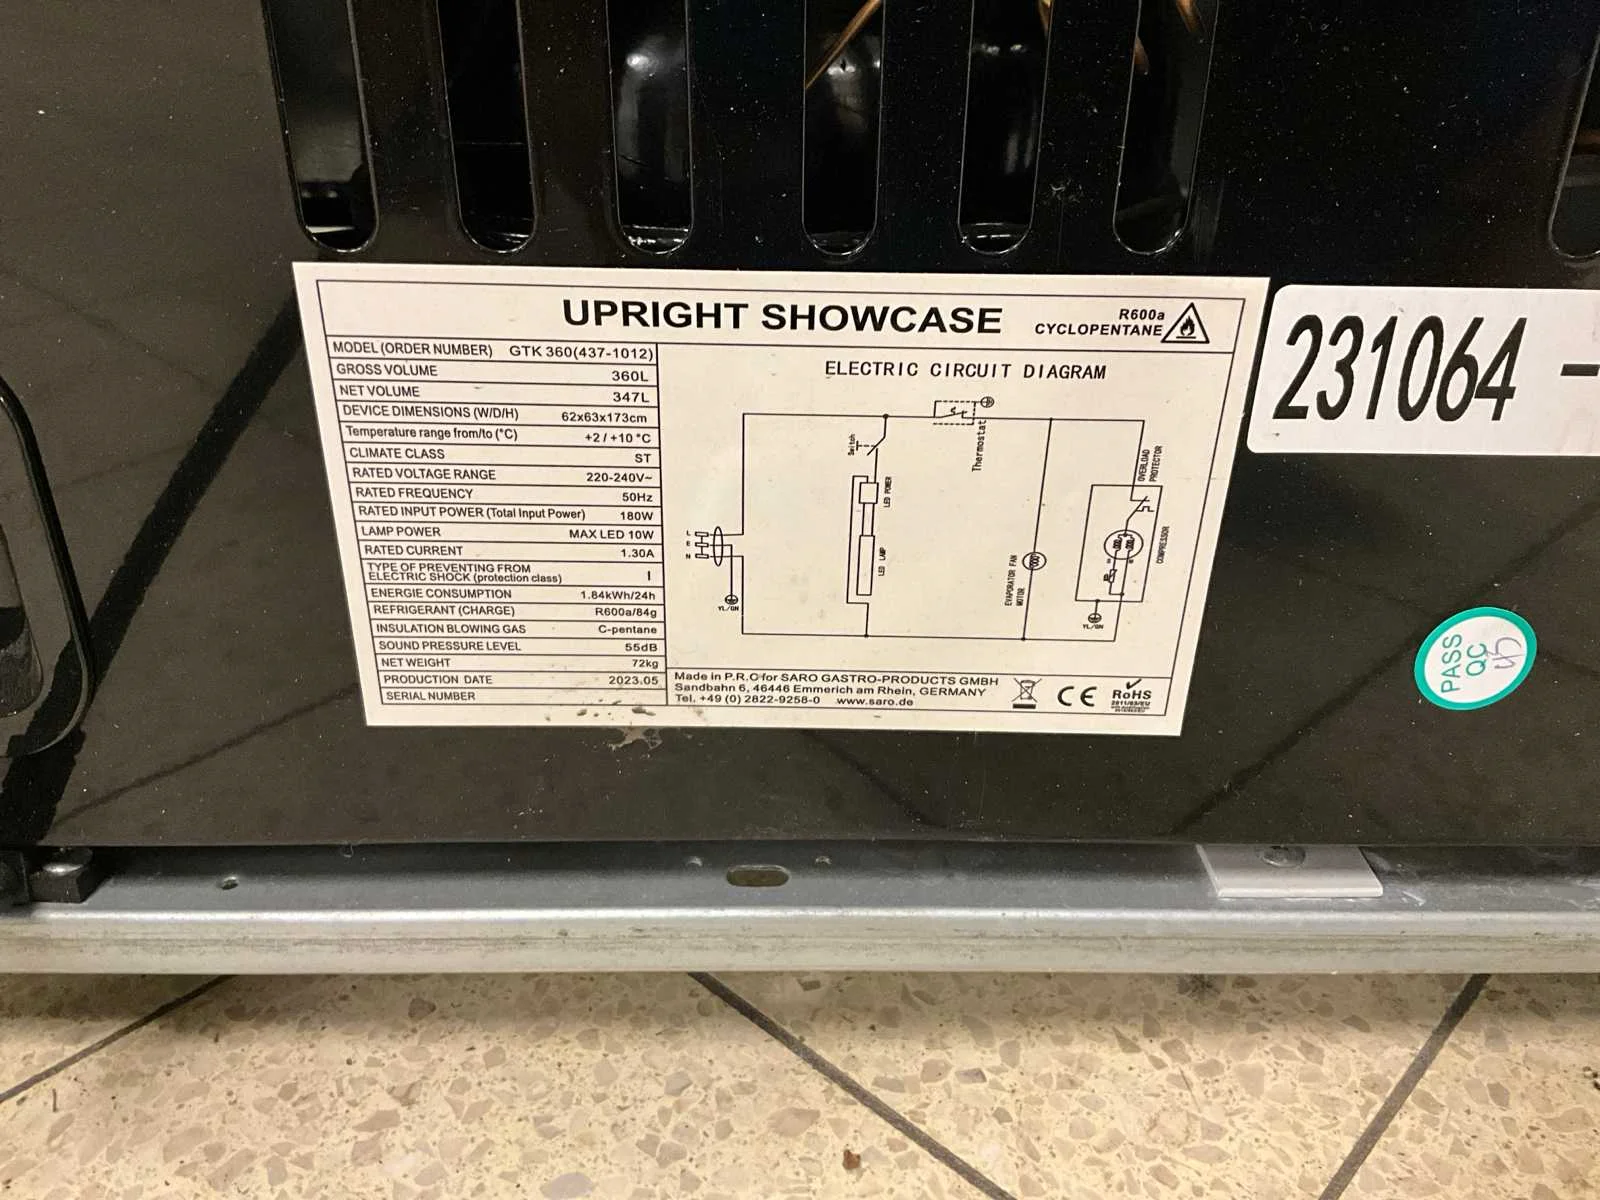 UPRIGHT SHOWCASE
R600a
CYCLOPENTANE
MODEL (ORDER NUMBER) GTK 360(437-1012)
GROSS VOLUME 360L
NET VOLUME 347L
DEVICE DIMENSIONS (W/D/H) 62x63x173cm
Temperature range from/to (°C) +2 / +10 °C
CLIMATE CLASS ST
RATED VOLTAGE RANGE 220-240V~
RATED FREQUENCY 50Hz
RATED INPUT POWER (Total Input Power) 180W
LAMP POWER MAX LED 10W
RATED CURRENT 1.30A
TYPE OF PREVENTING FROM
ELECTRIC SHOCK (protection class) I
ENERGIE CONSUMPTION 1.84kWh/24h
REFRIGERANT (CHARGE) R600a/84g
INSULATION BLOWING GAS C-pentane
SOUND PRESSURE LEVEL 55dB
NET WEIGHT 72kg
PRODUCTION DATE 2023.05
SERIAL NUMBER
ELECTRIC CIRCUIT DIAGRAM
Switch
Thermostat
OVERLOAD
PROTECTOR
LED POWER
LED LAMP
L
E
N
YL/GN
EVAPORATOR FAN
MOTOR
COMPRESSOR
YL/GN
Made in P.R.C for SARO GASTRO-PRODUCTS GMBH
Sandbahn 6, 46446 Emmerich am Rhein, GERMANY
Tel. +49 (0) 2822-9258-0 www.saro.de
CE
RoHS
2011/65/EU
231064 -
PASS
QC
45